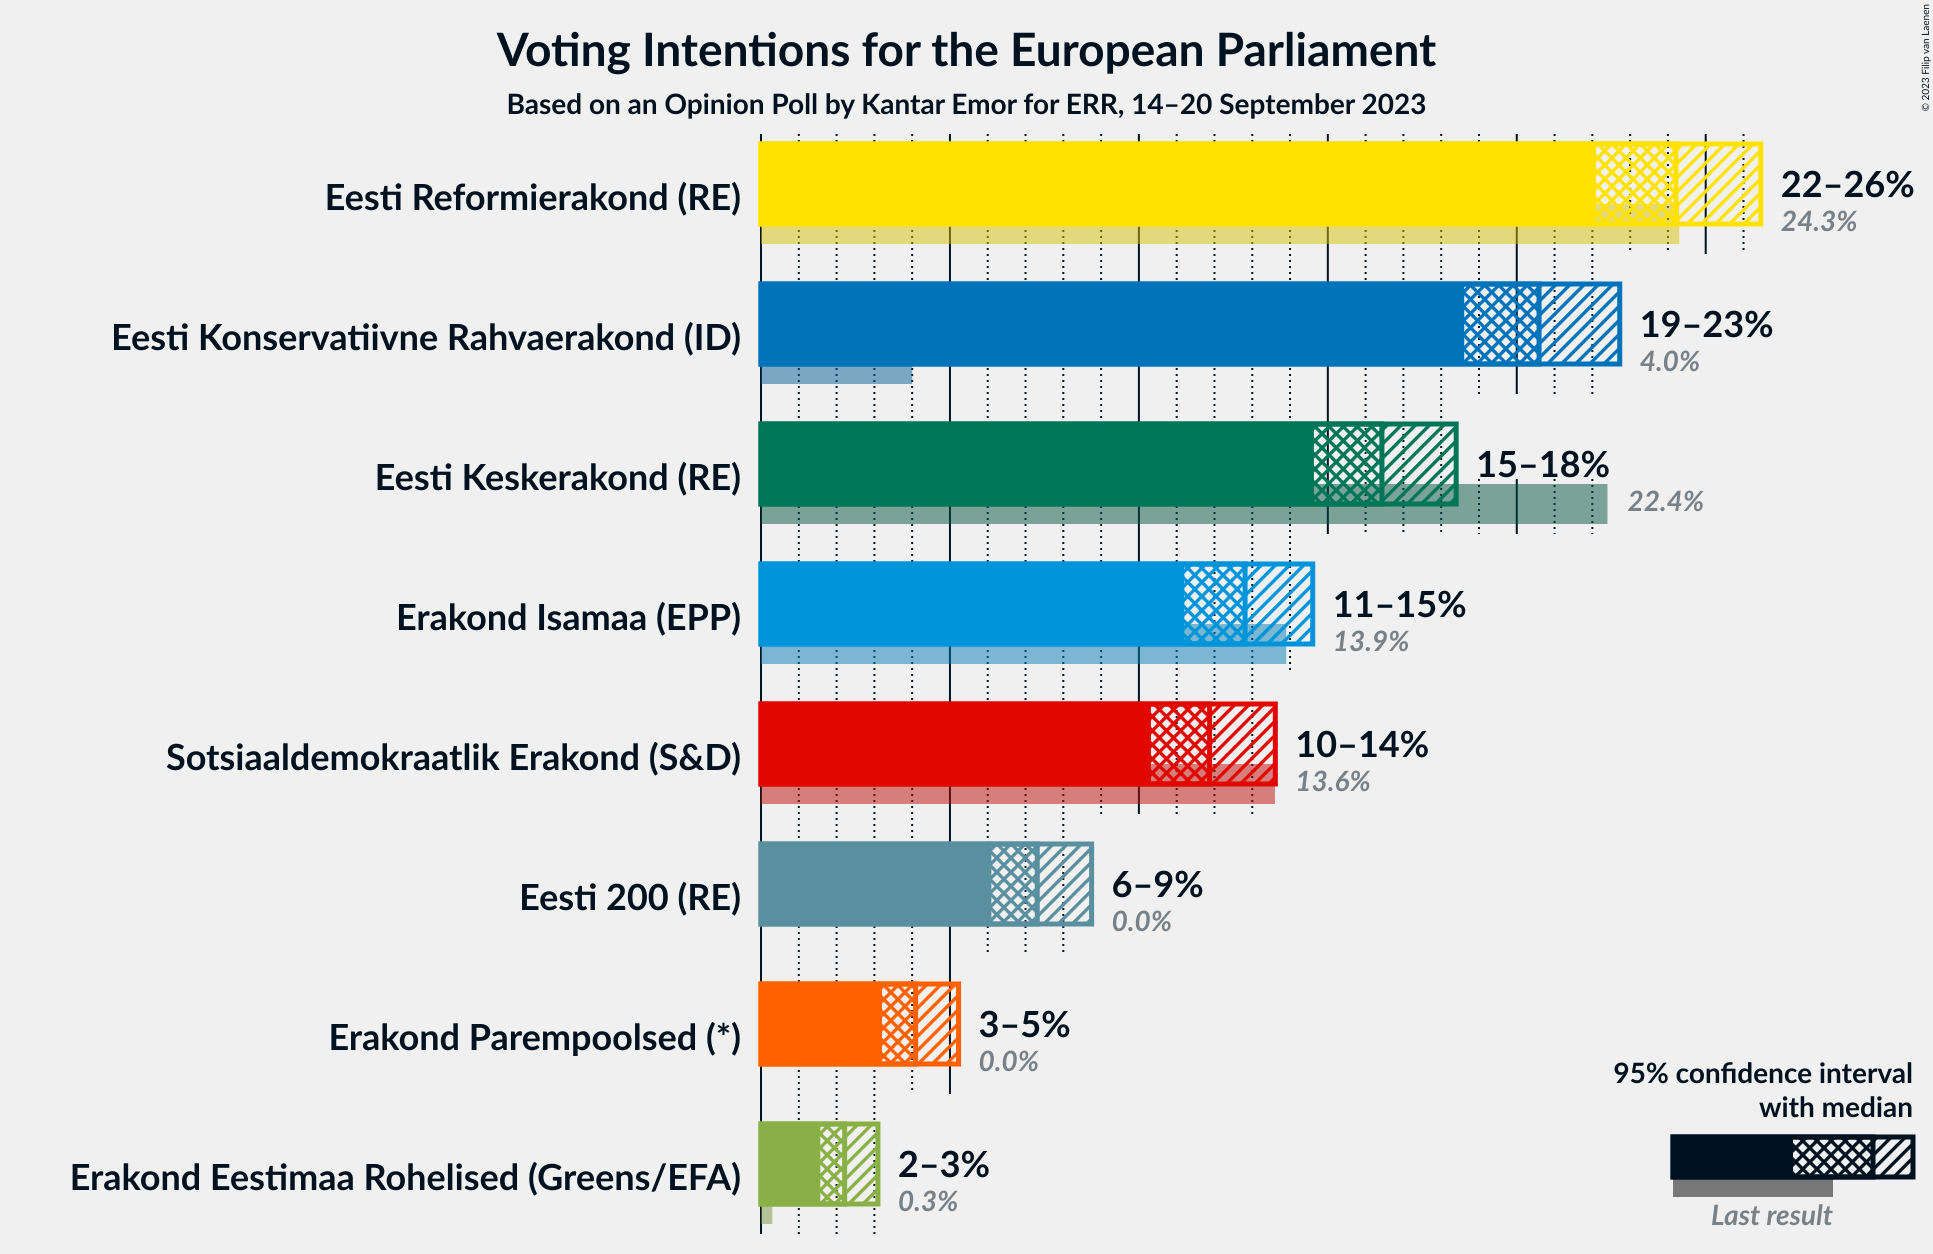 Voting Intentions for the European Parliament
Based on an Opinion Poll by Kantar Emor for ERR, 14–20 September 2023
© 2023 Filip van Laenen
Eesti Reformierakond (RE)
22–26%
24.3%
Eesti Konservatiivne Rahvaerakond (ID)
19–23%
4.0%
Eesti Keskerakond (RE)
15–18%
22.4%
Erakond Isamaa (EPP)
11–15%
13.9%
Sotsiaaldemokraatlik Erakond (S&D)
10–14%
13.6%
Eesti 200 (RE)
6–9%
0.0%
Erakond Parempoolsed (*)
3–5%
0.0%
Erakond Eestimaa Rohelised (Greens/EFA)
2–3%
0.3%
95% confidence interval
with median
Last result